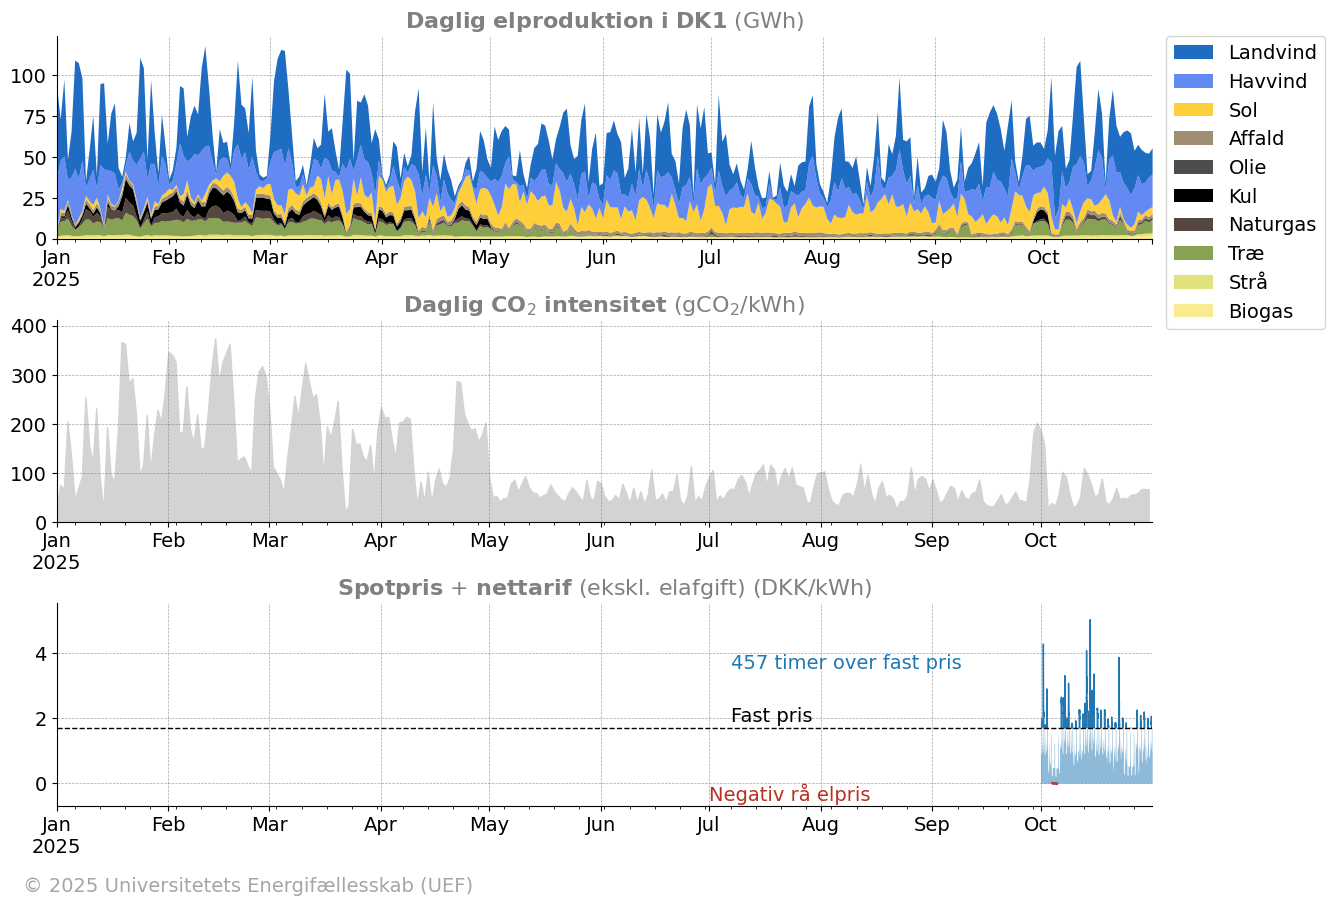 Daglig elproduktion i DK1 (GWh)
100
75
50
25
0
Jan Feb Mar Apr May Jun Jul Aug Sep Oct
2025
Landvind
Havvind
Sol
Affald
Olie
Kul
Naturgas
Træ
Strå
Biogas
Daglig CO₂ intensitet (gCO₂/kWh)
400
300
200
100
0
Jan Feb Mar Apr May Jun Jul Aug Sep Oct
2025
Spotpris + nettarif (ekskl. elafgift) (DKK/kWh)
4
2
0
457 timer over fast pris
Fast pris
Negativ rå elpris
Jan Feb Mar Apr May Jun Jul Aug Sep Oct
2025
© 2025 Universitetets Energifællesskab (UEF)